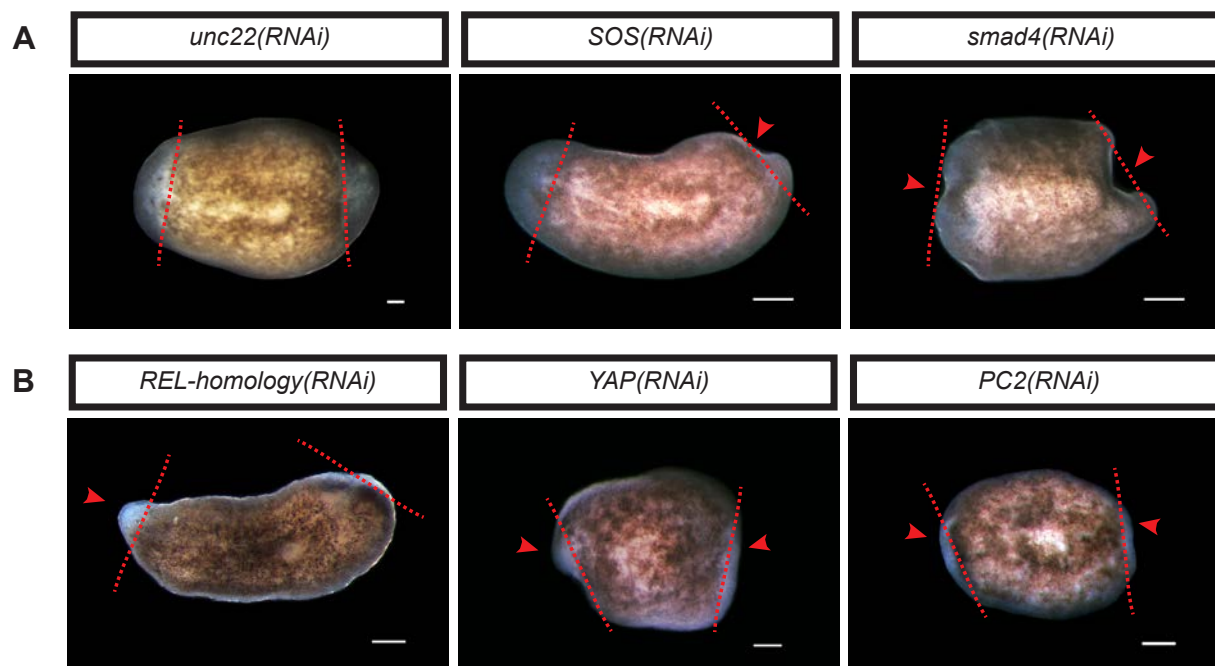 A
unc22(RNAi)
SOS(RNAi)
smad4(RNAi)
B
REL-homology(RNAi)
YAP(RNAi)
PC2(RNAi)